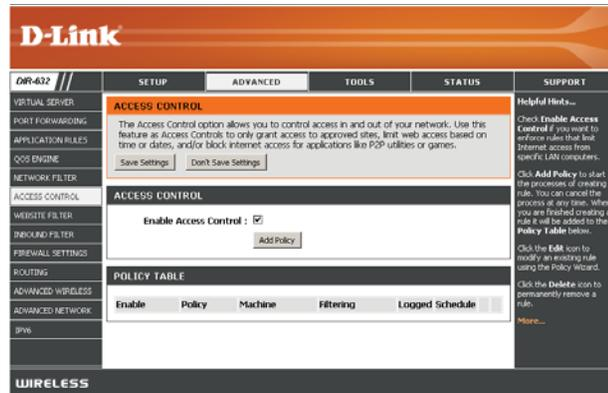 D-Link
DIR-632
SETUP
ADVANCED
TOOLS
STATUS
SUPPORT
VIRTUAL SERVER
PORT FORWARDING
APPLICATION RULES
QOS ENGINE
NETWORK FILTER
ACCESS CONTROL
WEBSITE FILTER
INBOUND FILTER
FIREWALL SETTINGS
ROUTING
ADVANCED WIRELESS
ADVANCED NETWORK
IPV6
ACCESS CONTROL
The Access Control option allows you to control access in and out of your network. Use this
feature as Access Controls to only grant access to approved sites, limit web access based on
time or dates, and/or block internet access for applications like P2P utilities or games.
Save Settings
Don't Save Settings
ACCESS CONTROL
Enable Access Control :
Add Policy
POLICY TABLE
Enable
Policy
Machine
Filtering
Logged
Schedule
Helpful Hints...
Check Enable Access
Control if you want to
enforce rules that limit
Internet access from
specific LAN computers.
Click Add Policy to start
the processes of creating
rule. You can cancel the
process at any time. When
you are finished creating a
rule it will be added to the
Policy Table below.
Click the Edit icon to
modify an existing rule
using the Policy Wizard.
Click the Delete icon to
permanently remove a
rule.
More...
WIRELESS